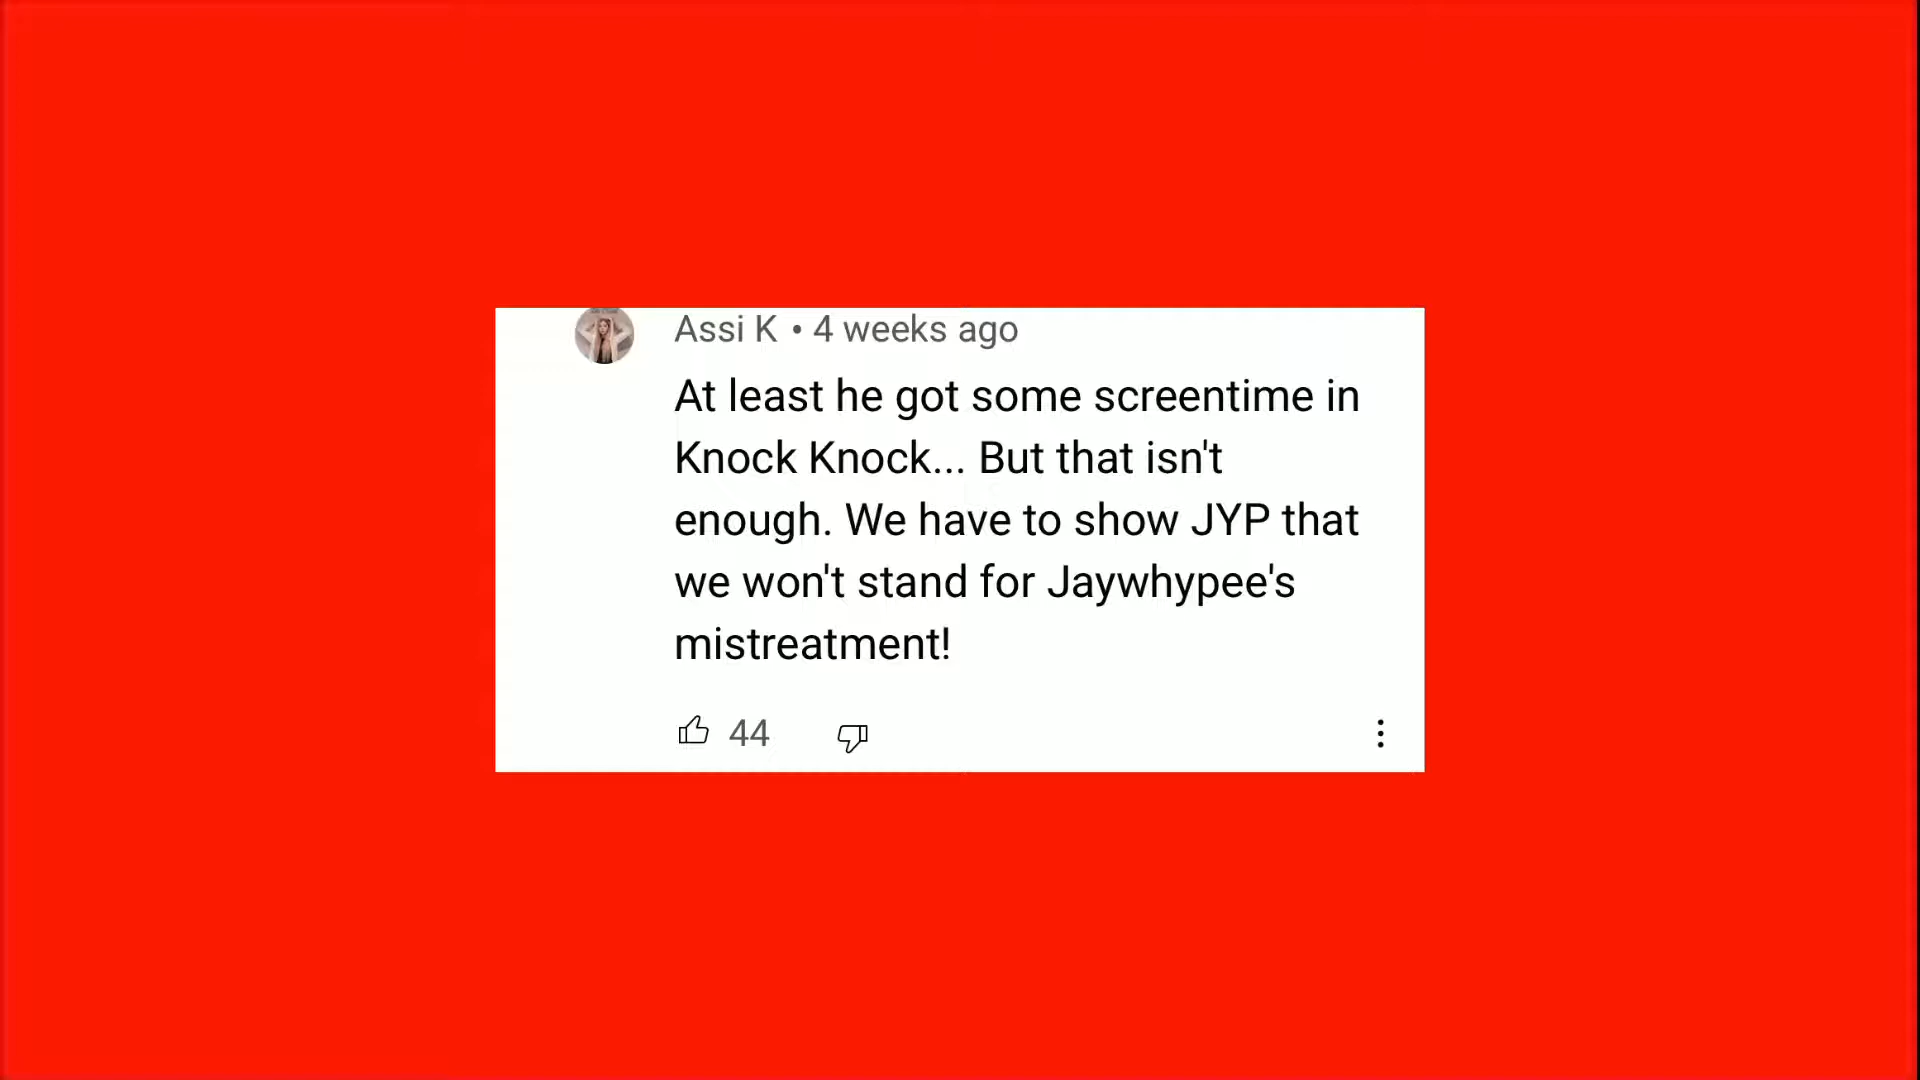 Assi K • 4 weeks ago
At least he got some screentime in
Knock Knock... But that isn't
enough. We have to show JYP that
we won't stand for Jaywhypee's
mistreatment!
44